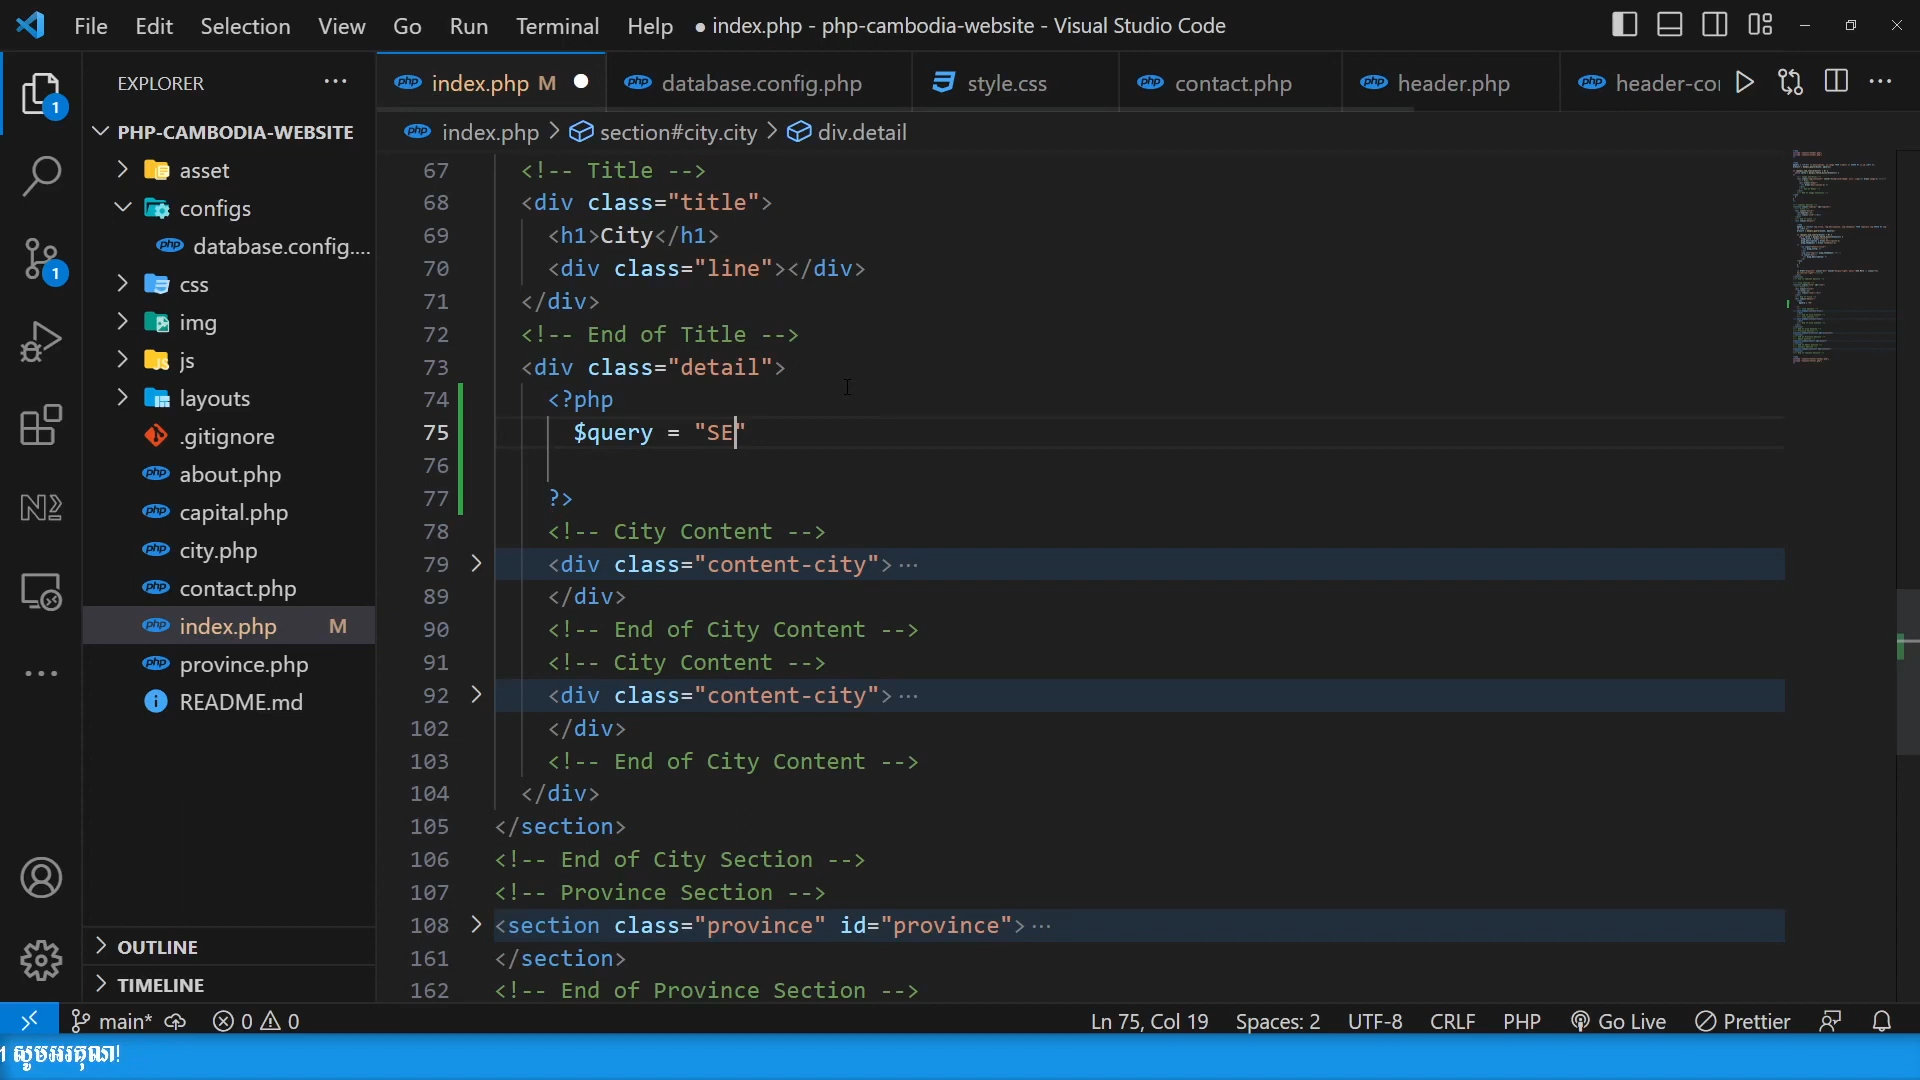 File Edit Selection View Go Run Terminal Help ● index.php - php-cambodia-website - Visual Studio Code
EXPLORER ···
index.php M
database.config.php
style.css
contact.php
header.php
header-co
index.php > section#city.city > div.detail
PHP-CAMBODIA-WEBSITE
asset
configs
database.config....
css
img
js
layouts
.gitignore
about.php
capital.php
city.php
contact.php
index.php M
province.php
README.md
OUTLINE
TIMELINE
67 <!-- Title -->
68 <div class="title">
69 <h1>City</h1>
70 <div class="line"></div>
71 </div>
72 <!-- End of Title -->
73 <div class="detail">
74 <?php
75 $query = "SE"
76
77 ?>
78 <!-- City Content -->
79 <div class="content-city">···
89 </div>
90 <!-- End of City Content -->
91 <!-- City Content -->
92 <div class="content-city">···
102 </div>
103 <!-- End of City Content -->
104 </div>
105 </section>
106 <!-- End of City Section -->
107 <!-- Province Section -->
108 <section class="province" id="province">···
161 </section>
162 <!-- End of Province Section -->
main* 0 0 Ln 75, Col 19 Spaces: 2 UTF-8 CRLF PHP Go Live Prettier
សូមអរគុណ!